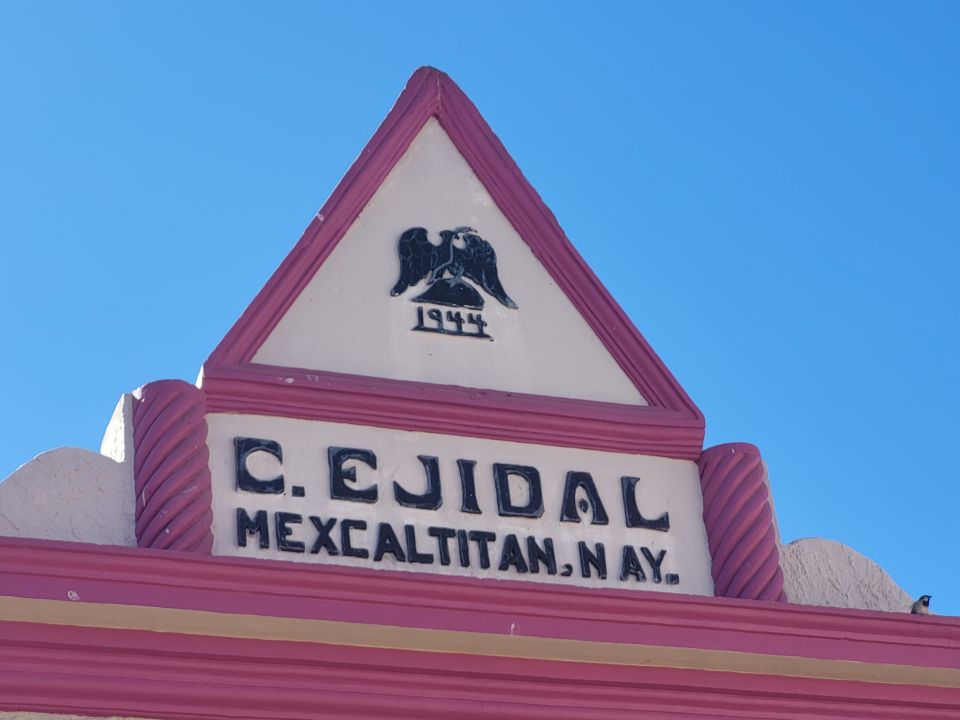 1944
C. EJIDAL
MEXCALTITAN, NAY.